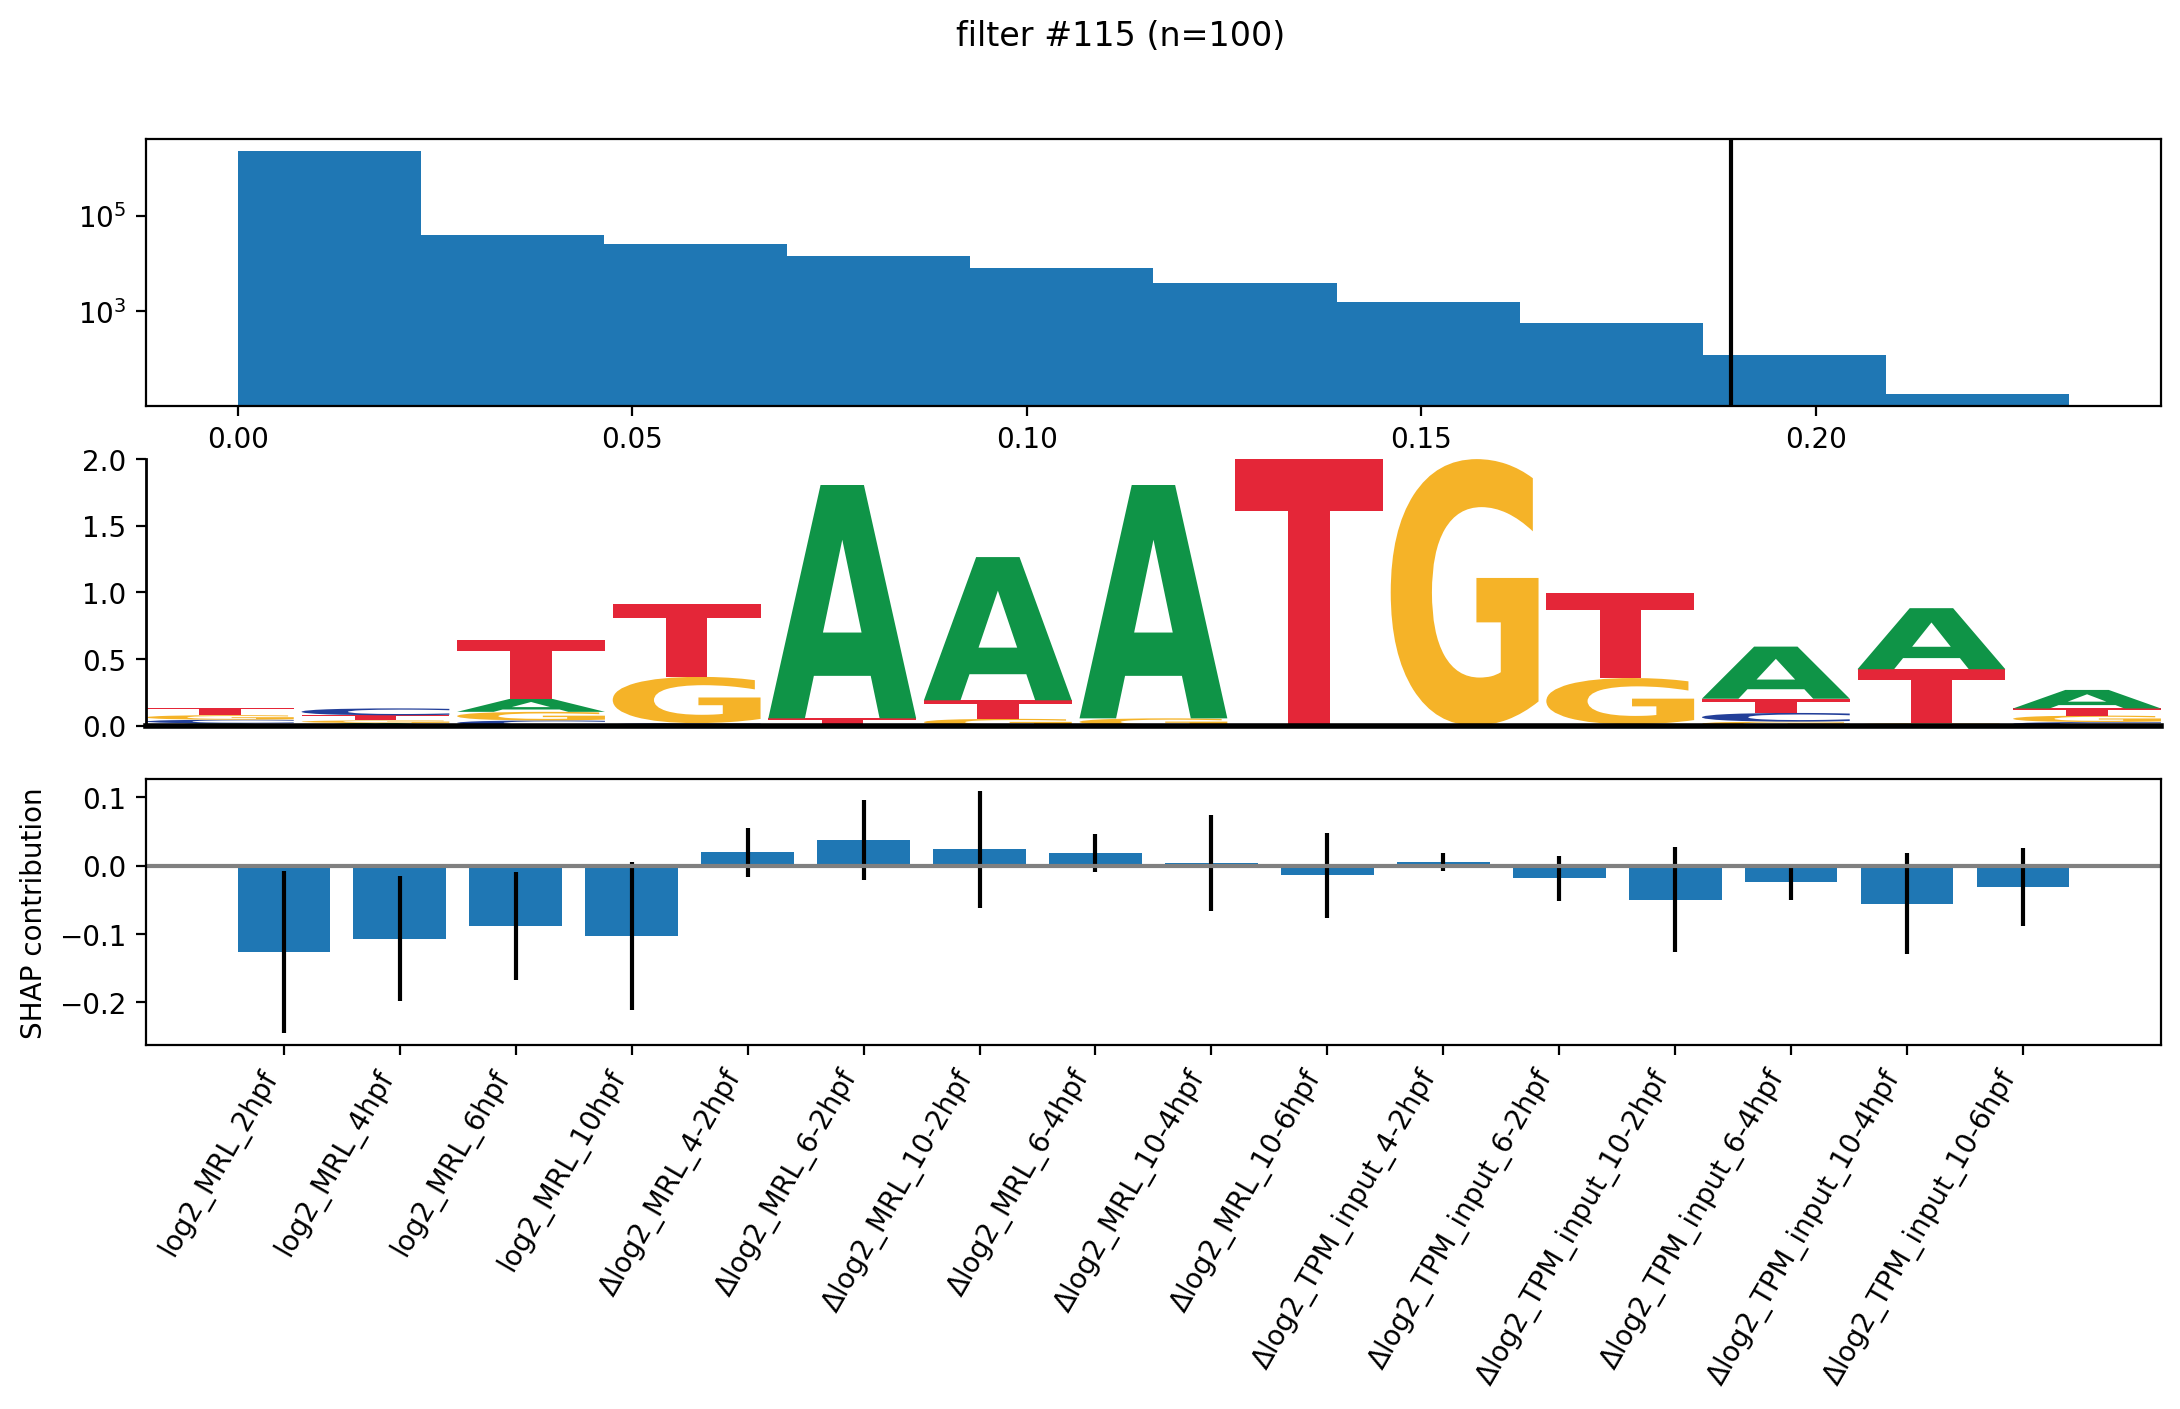 filter #115 (n=100)
10^5
10^3
0.00 0.05 0.10 0.15 0.20
2.0
1.5
1.0
0.5
0.0
TTAAATGTAAA
SHAP contribution
0.1
0.0
−0.1
−0.2
log2_MRL_2hpf
log2_MRL_4hpf
log2_MRL_6hpf
log2_MRL_10hpf
Δlog2_MRL_4-2hpf
Δlog2_MRL_6-2hpf
Δlog2_MRL_10-2hpf
Δlog2_MRL_6-4hpf
Δlog2_MRL_10-4hpf
Δlog2_MRL_10-6hpf
Δlog2_TPM_input_4-2hpf
Δlog2_TPM_input_6-2hpf
Δlog2_TPM_input_10-2hpf
Δlog2_TPM_input_6-4hpf
Δlog2_TPM_input_10-4hpf
Δlog2_TPM_input_10-6hpf